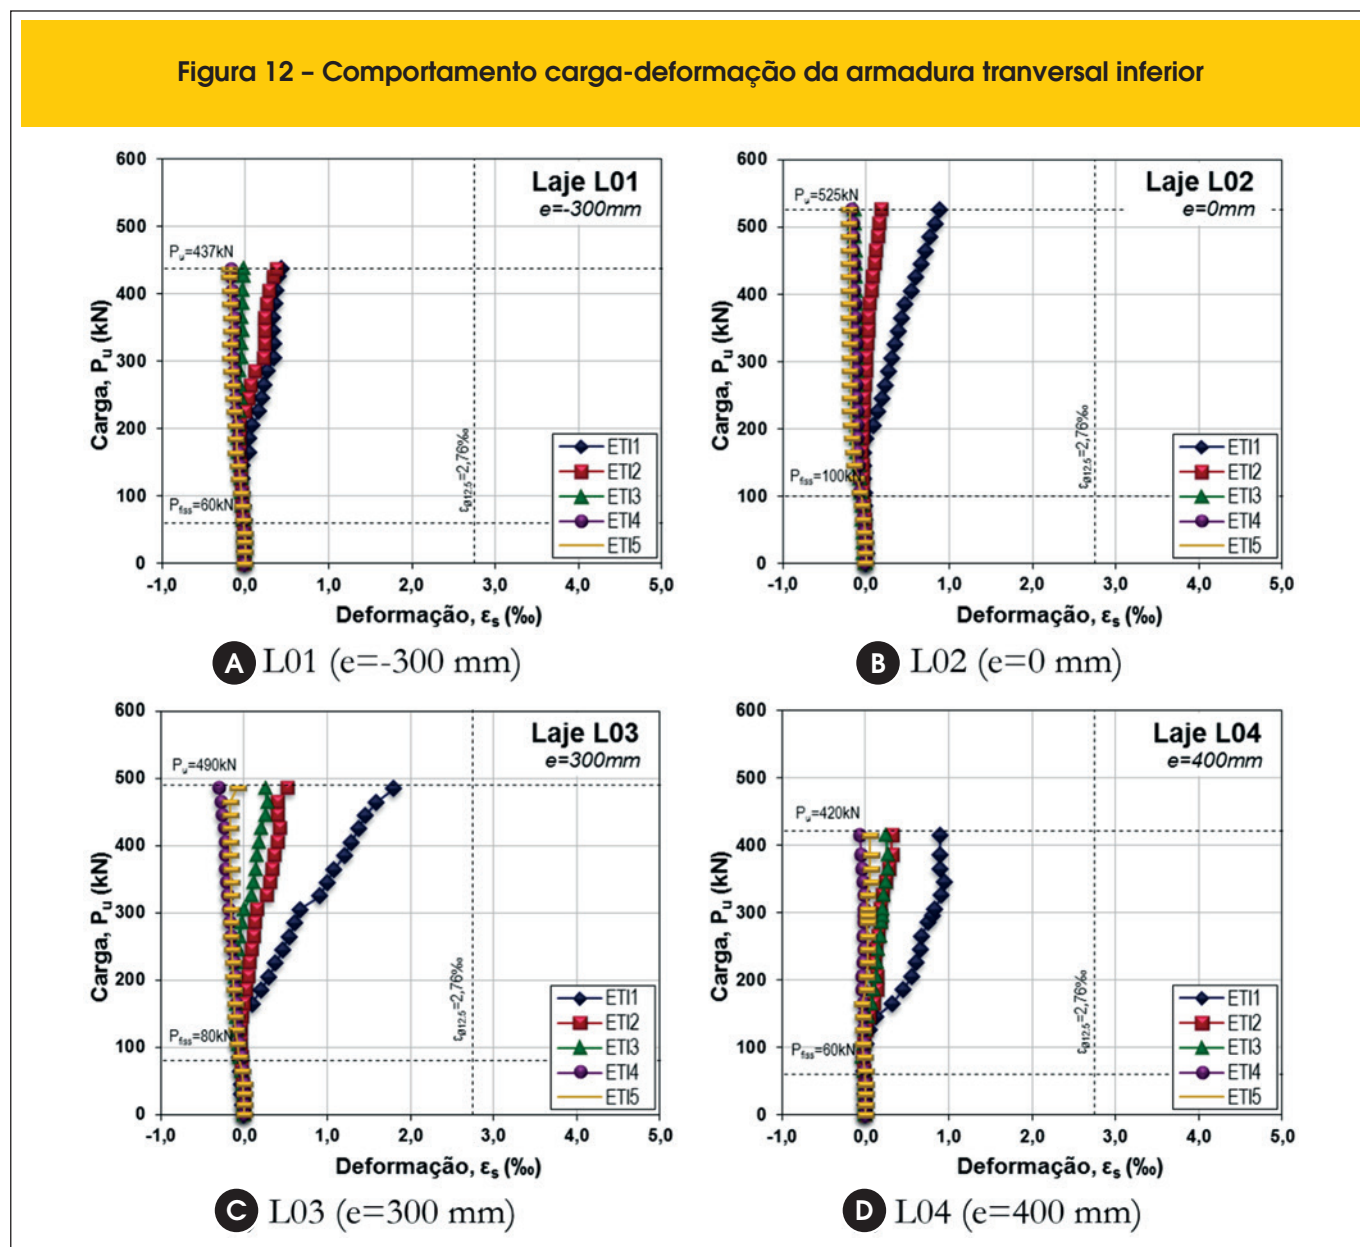 Figura 12 – Comportamento carga-deformação da armadura tranversal inferior
600
500
400
300
200
100
0
Carga, Pu (kN)
Laje L01
e=-300mm
Pu=437kN
Pfiss=60kN
εø12.5=2,76‰
ETI1
ETI2
ETI3
ETI4
ETI5
-1,0 0,0 1,0 2,0 3,0 4,0 5,0
Deformação, εs (‰)
A L01 (e=-300 mm)
600
500
400
300
200
100
0
Carga, Pu (kN)
Laje L02
e=0mm
Pu=525kN
Pfiss=100kN
εø12.5=2,76‰
ETI1
ETI2
ETI3
ETI4
ETI5
-1,0 0,0 1,0 2,0 3,0 4,0 5,0
Deformação, εs (‰)
B L02 (e=0 mm)
600
500
400
300
200
100
0
Carga, Pu (kN)
Laje L03
e=300mm
Pu=490kN
Pfiss=80kN
εø12.5=2,76‰
ETI1
ETI2
ETI3
ETI4
ETI5
-1,0 0,0 1,0 2,0 3,0 4,0 5,0
Deformação, εs (‰)
C L03 (e=300 mm)
600
500
400
300
200
100
0
Carga, Pu (kN)
Laje L04
e=400mm
Pu=420kN
Pfiss=60kN
εø12.5=2,76‰
ETI1
ETI2
ETI3
ETI4
ETI5
-1,0 0,0 1,0 2,0 3,0 4,0 5,0
Deformação, εs (‰)
D L04 (e=400 mm)